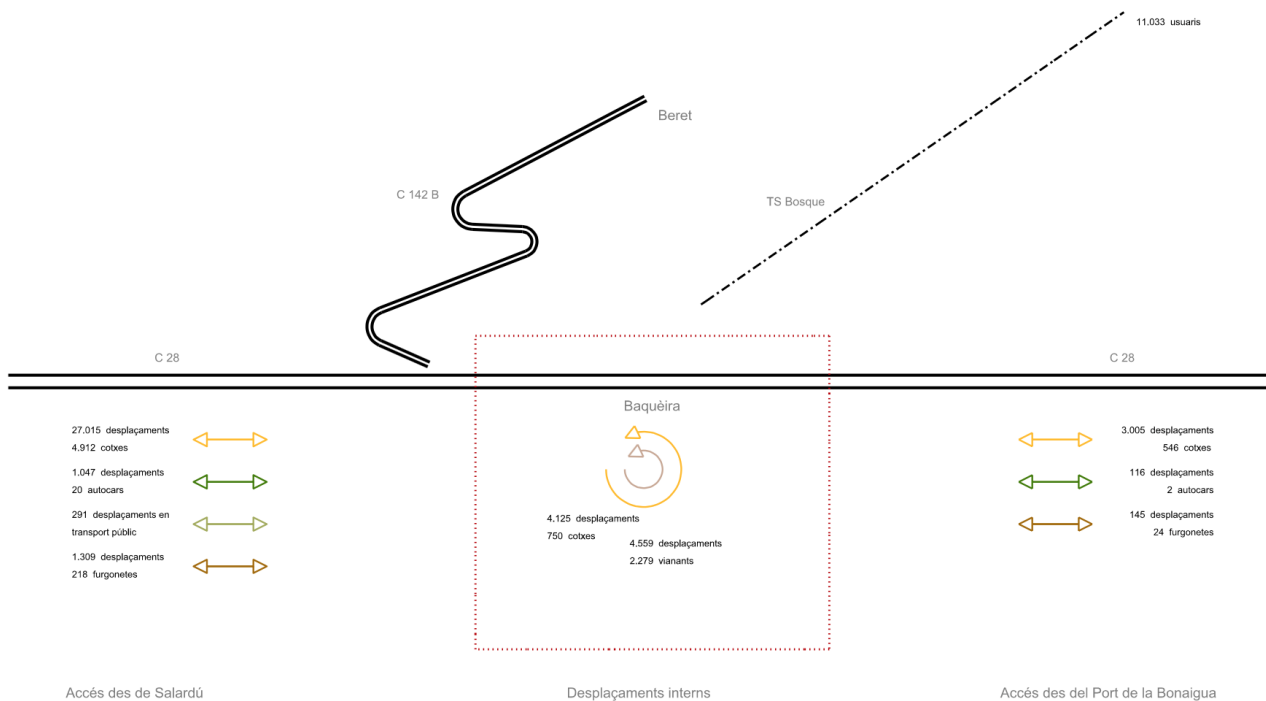 11.033 usuaris
Beret
C 142 B
TS Bosque
C 28
C 28
Baquèira
27.015 desplaçaments
4.912 cotxes
1.047 desplaçaments
20 autocars
291 desplaçaments en
transport públic
1.309 desplaçaments
218 furgonetes
4.125 desplaçaments
750 cotxes
4.559 desplaçaments
2.279 vianants
3.005 desplaçaments
546 cotxes
116 desplaçaments
2 autocars
145 desplaçaments
24 furgonetes
Accés des de Salardú
Desplaçaments interns
Accés des del Port de la Bonaigua